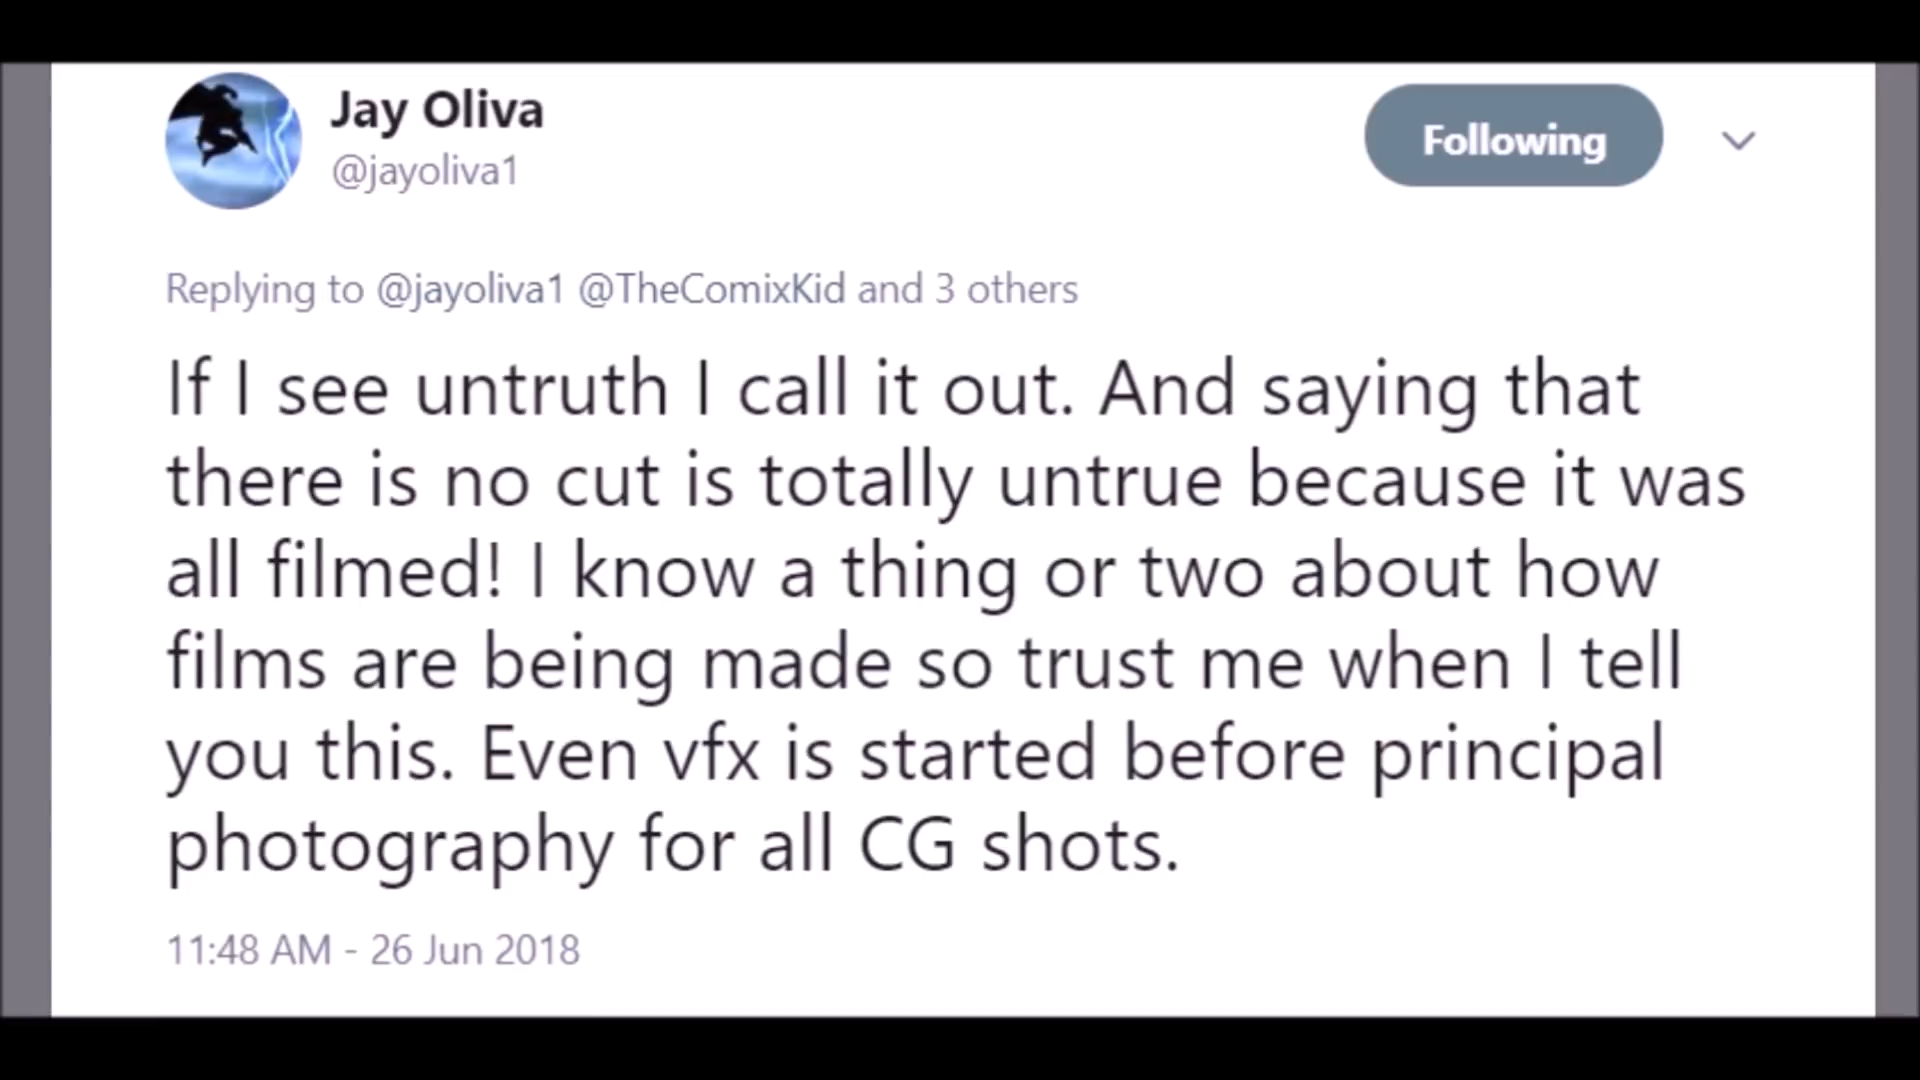 Jay Oliva
@jayoliva1
Following
Replying to @jayoliva1 @TheComixKid and 3 others
If I see untruth I call it out. And saying that
there is no cut is totally untrue because it was
all filmed! I know a thing or two about how
films are being made so trust me when I tell
you this. Even vfx is started before principal
photography for all CG shots.
11:48 AM - 26 Jun 2018